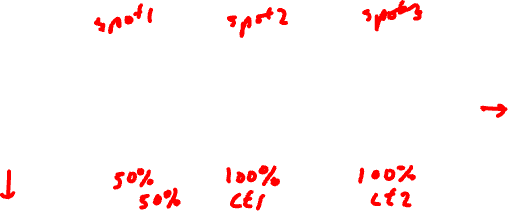 spot1 spot2 spot3
→
↓ 50% 100% 100%
50% ct1 ct2